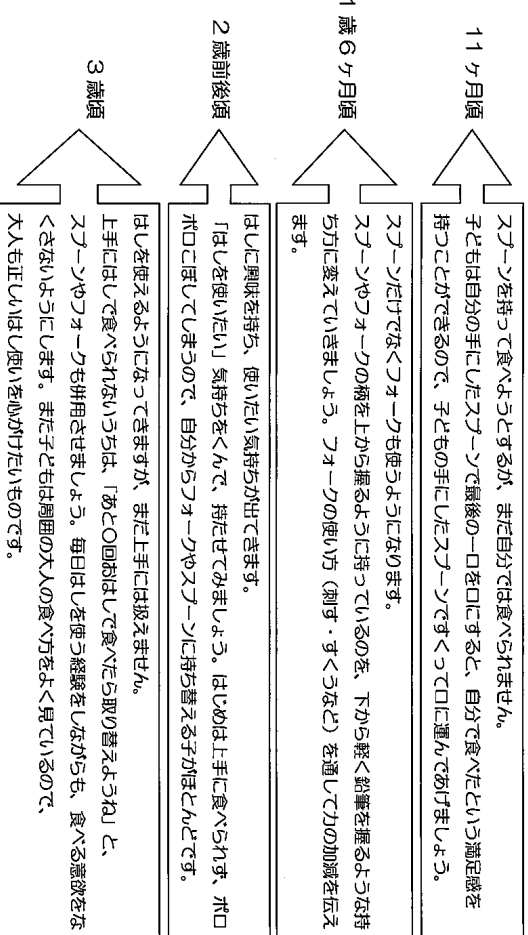 11ヶ月頃
スプーンを持って食べようとするが、まだ自分では食べられません。
子どもは自分の手にしたスプーンで最後の一口を口にすると、自分で食べたという満足感を
持つことができるので、子どもの手にしたスプーンですくって口に運んであげましょう。
1歳6ヶ月頃
スプーンだけでなくフォークも使うようになります。
スプーンやフォークの柄を上から握るように持っているのを、下から軽く鉛筆を握るような持
ち方に変えていきましょう。フォークの使い方（刺す・すくうなど）を通して力の加減を伝え
ます。
2歳前後頃
はしに興味を持ち、使いたい気持ちが出てきます。
「はしを使いたい」気持ちをくんで、持たせてみましょう。はじめは上手に食べられず、ポロ
ポロこぼしてしまうので、自分からフォークやスプーンに持ち替える子がほとんどです。
3歳頃
はしを使えるようになってきますが、まだ上手には扱えません。
上手にはしで食べられないうちは、「あと〇回おはしで食べたら取り替えようね」と、
スプーンやフォークも併用させましょう。毎日はしを使う経験をしながらも、食べる意欲をな
くさないようにします。また子どもは周囲の大人の食べ方をよく見ているので、
大人も正しいはし使いを心がけたいものです。